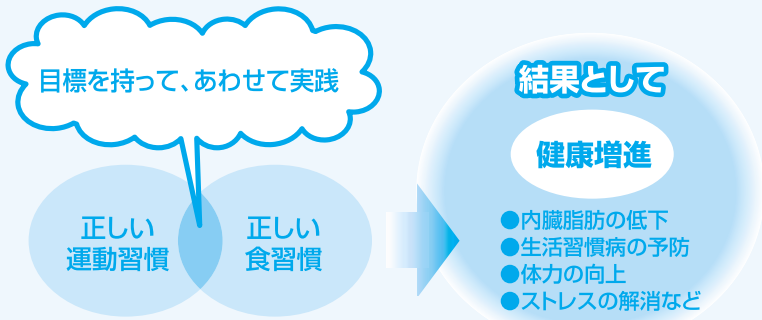 目標を持って、あわせて実践
正しい
運動習慣
正しい
食習慣
結果として
健康増進
●内臓脂肪の低下
●生活習慣病の予防
●体力の向上
●ストレスの解消など